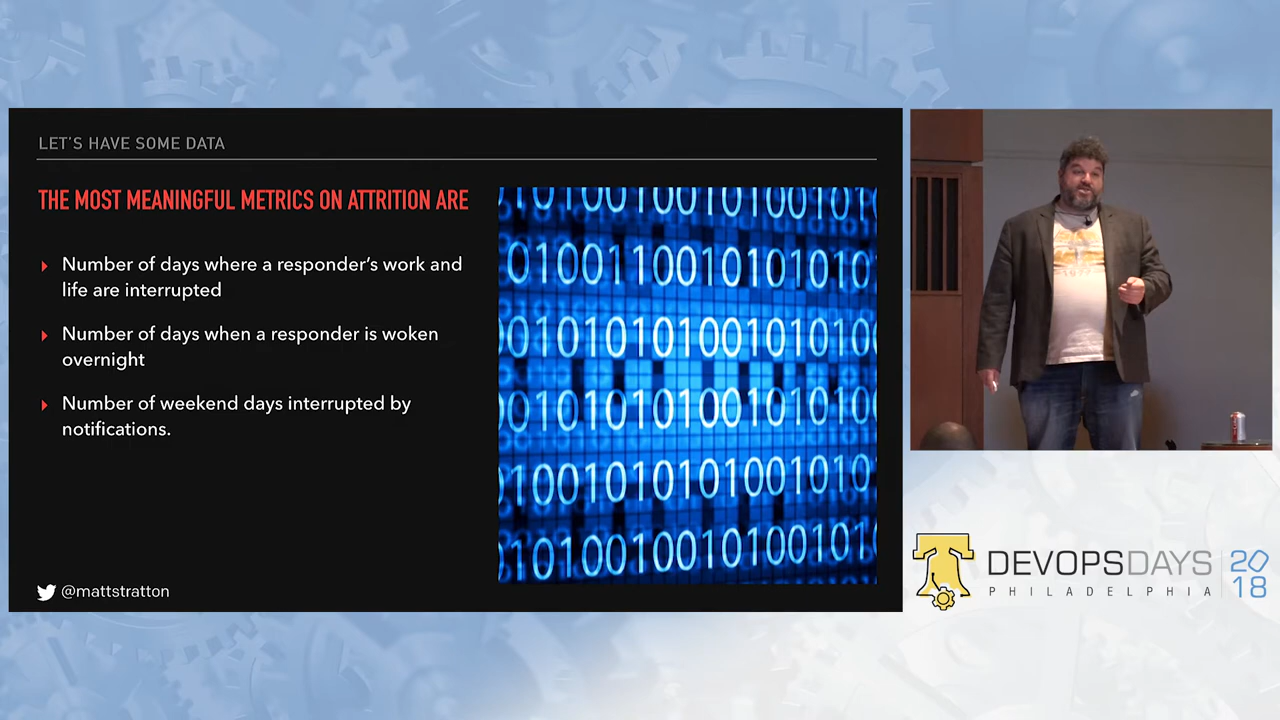 LET'S HAVE SOME DATA
THE MOST MEANINGFUL METRICS ON ATTRITION ARE
Number of days where a responder's work and
life are interrupted
Number of days when a responder is woken
overnight
Number of weekend days interrupted by
notifications.
@mattstratton
DEVOPSDAYS 2018
PHILADELPHIA